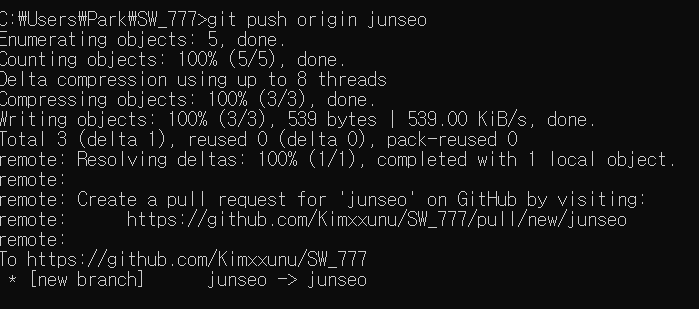 C:₩Users₩Park₩SW_777>git push origin junseo
Enumerating objects: 5, done.
Counting objects: 100% (5/5), done.
Delta compression using up to 8 threads
Compressing objects: 100% (3/3), done.
Writing objects: 100% (3/3), 539 bytes | 539.00 KiB/s, done.
Total 3 (delta 1), reused 0 (delta 0), pack-reused 0
remote: Resolving deltas: 100% (1/1), completed with 1 local object.
remote:
remote: Create a pull request for 'junseo' on GitHub by visiting:
remote:      https://github.com/Kimxxunu/SW_777/pull/new/junseo
remote:
To https://github.com/Kimxxunu/SW_777
 * [new branch]      junseo -> junseo